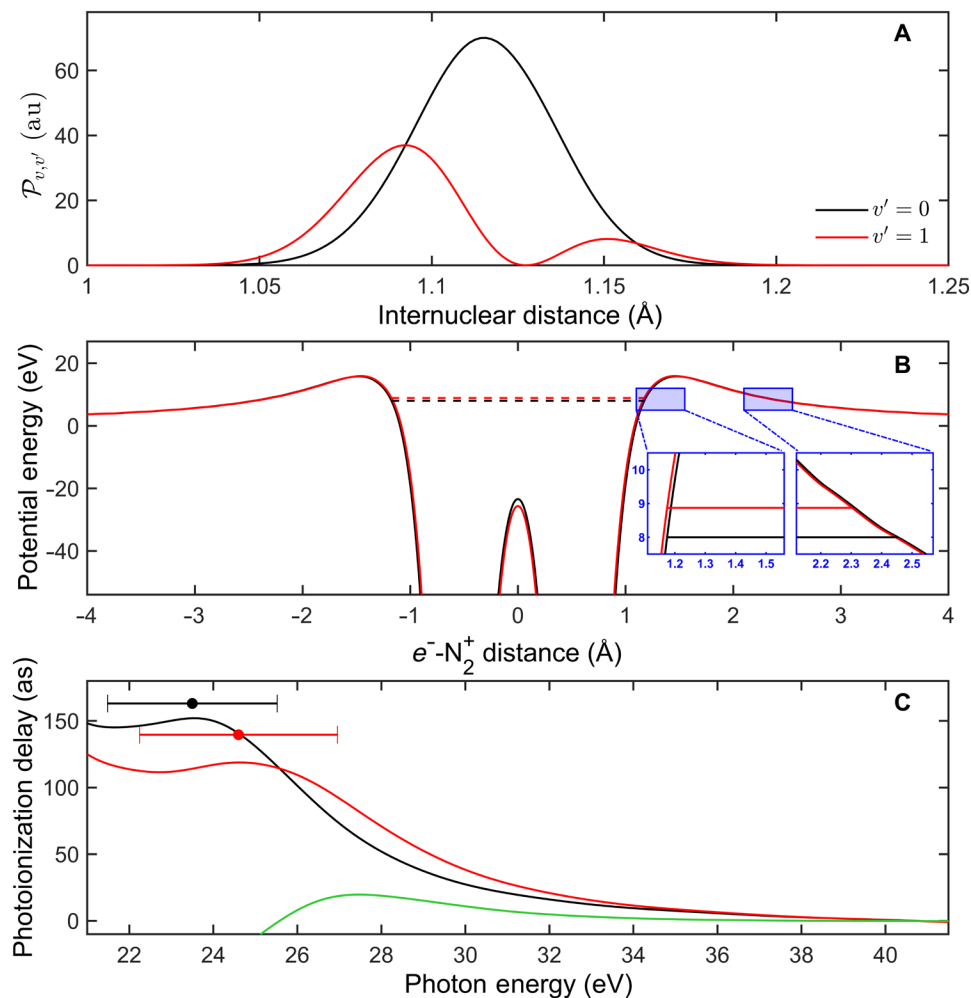 A
60
40
20
0
𝒫v,v′ (au)
v′ = 0
v′ = 1
1 1.05 1.1 1.15 1.2 1.25
Internuclear distance (Å)
B
20
0
−20
−40
Potential energy (eV)
10
9
8
1.2 1.3 1.4 1.5
2.2 2.3 2.4 2.5
−4 −3 −2 −1 0 1 2 3 4
e⁻-N₂⁺ distance (Å)
C
150
100
50
0
Photoionization delay (as)
22 24 26 28 30 32 34 36 38 40
Photon energy (eV)